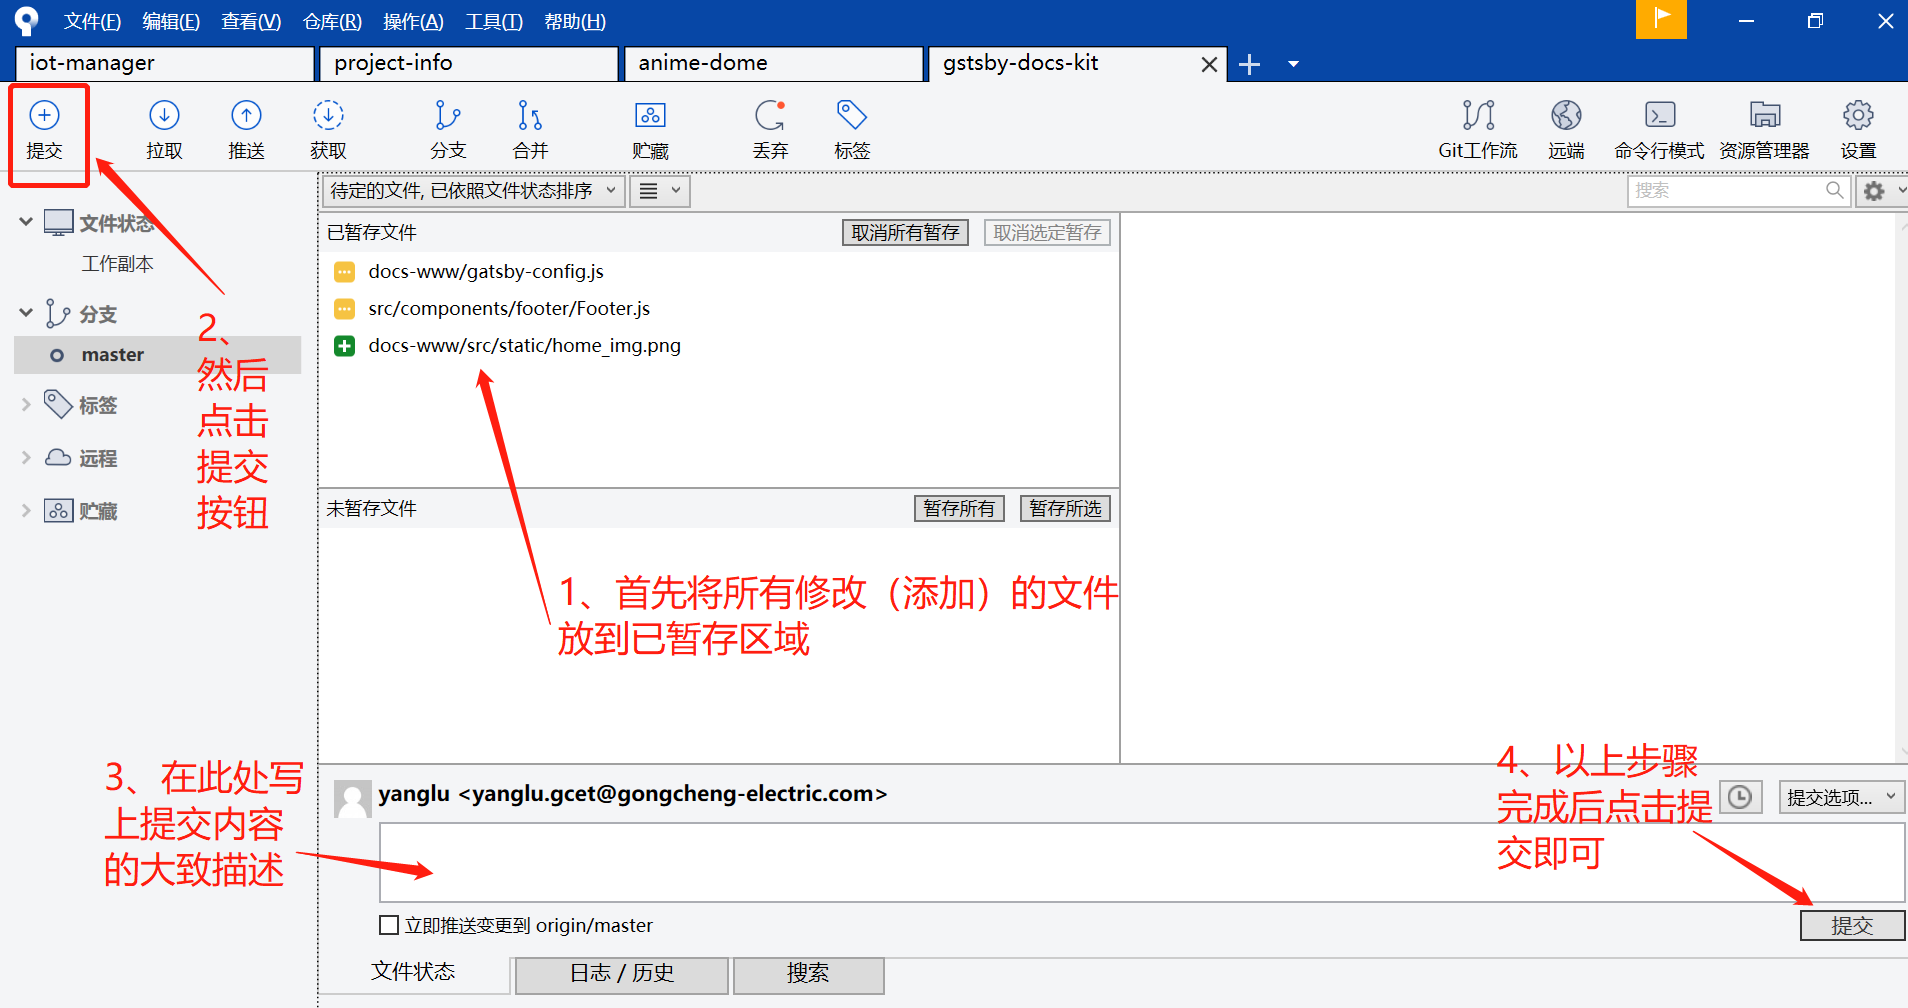 文件(F) 编辑(E) 查看(V) 仓库(R) 操作(A) 工具(T) 帮助(H)
iot-manager project-info anime-dome gstsby-docs-kit
提交 拉取 推送 获取 分支 合并 贮藏 丢弃 标签 Git工作流 远端 命令行模式 资源管理器 设置
待定的文件, 已依照文件状态排序
搜索
文件状态
工作副本
分支
master
标签
远程
贮藏
2、
然后
点击
提交
按钮
已暂存文件 取消所有暂存 取消选定暂存
docs-www/gatsby-config.js
src/components/footer/Footer.js
docs-www/src/static/home_img.png
未暂存文件 暂存所有 暂存所选
1、首先将所有修改（添加）的文件
放到已暂存区域
3、在此处写
上提交内容
的大致描述
yanglu <yanglu.gcet@gongcheng-electric.com>
4、以上步骤
完成后点击提
交即可
提交选项...
立即推送变更到 origin/master
提交
文件状态 日志 / 历史 搜索